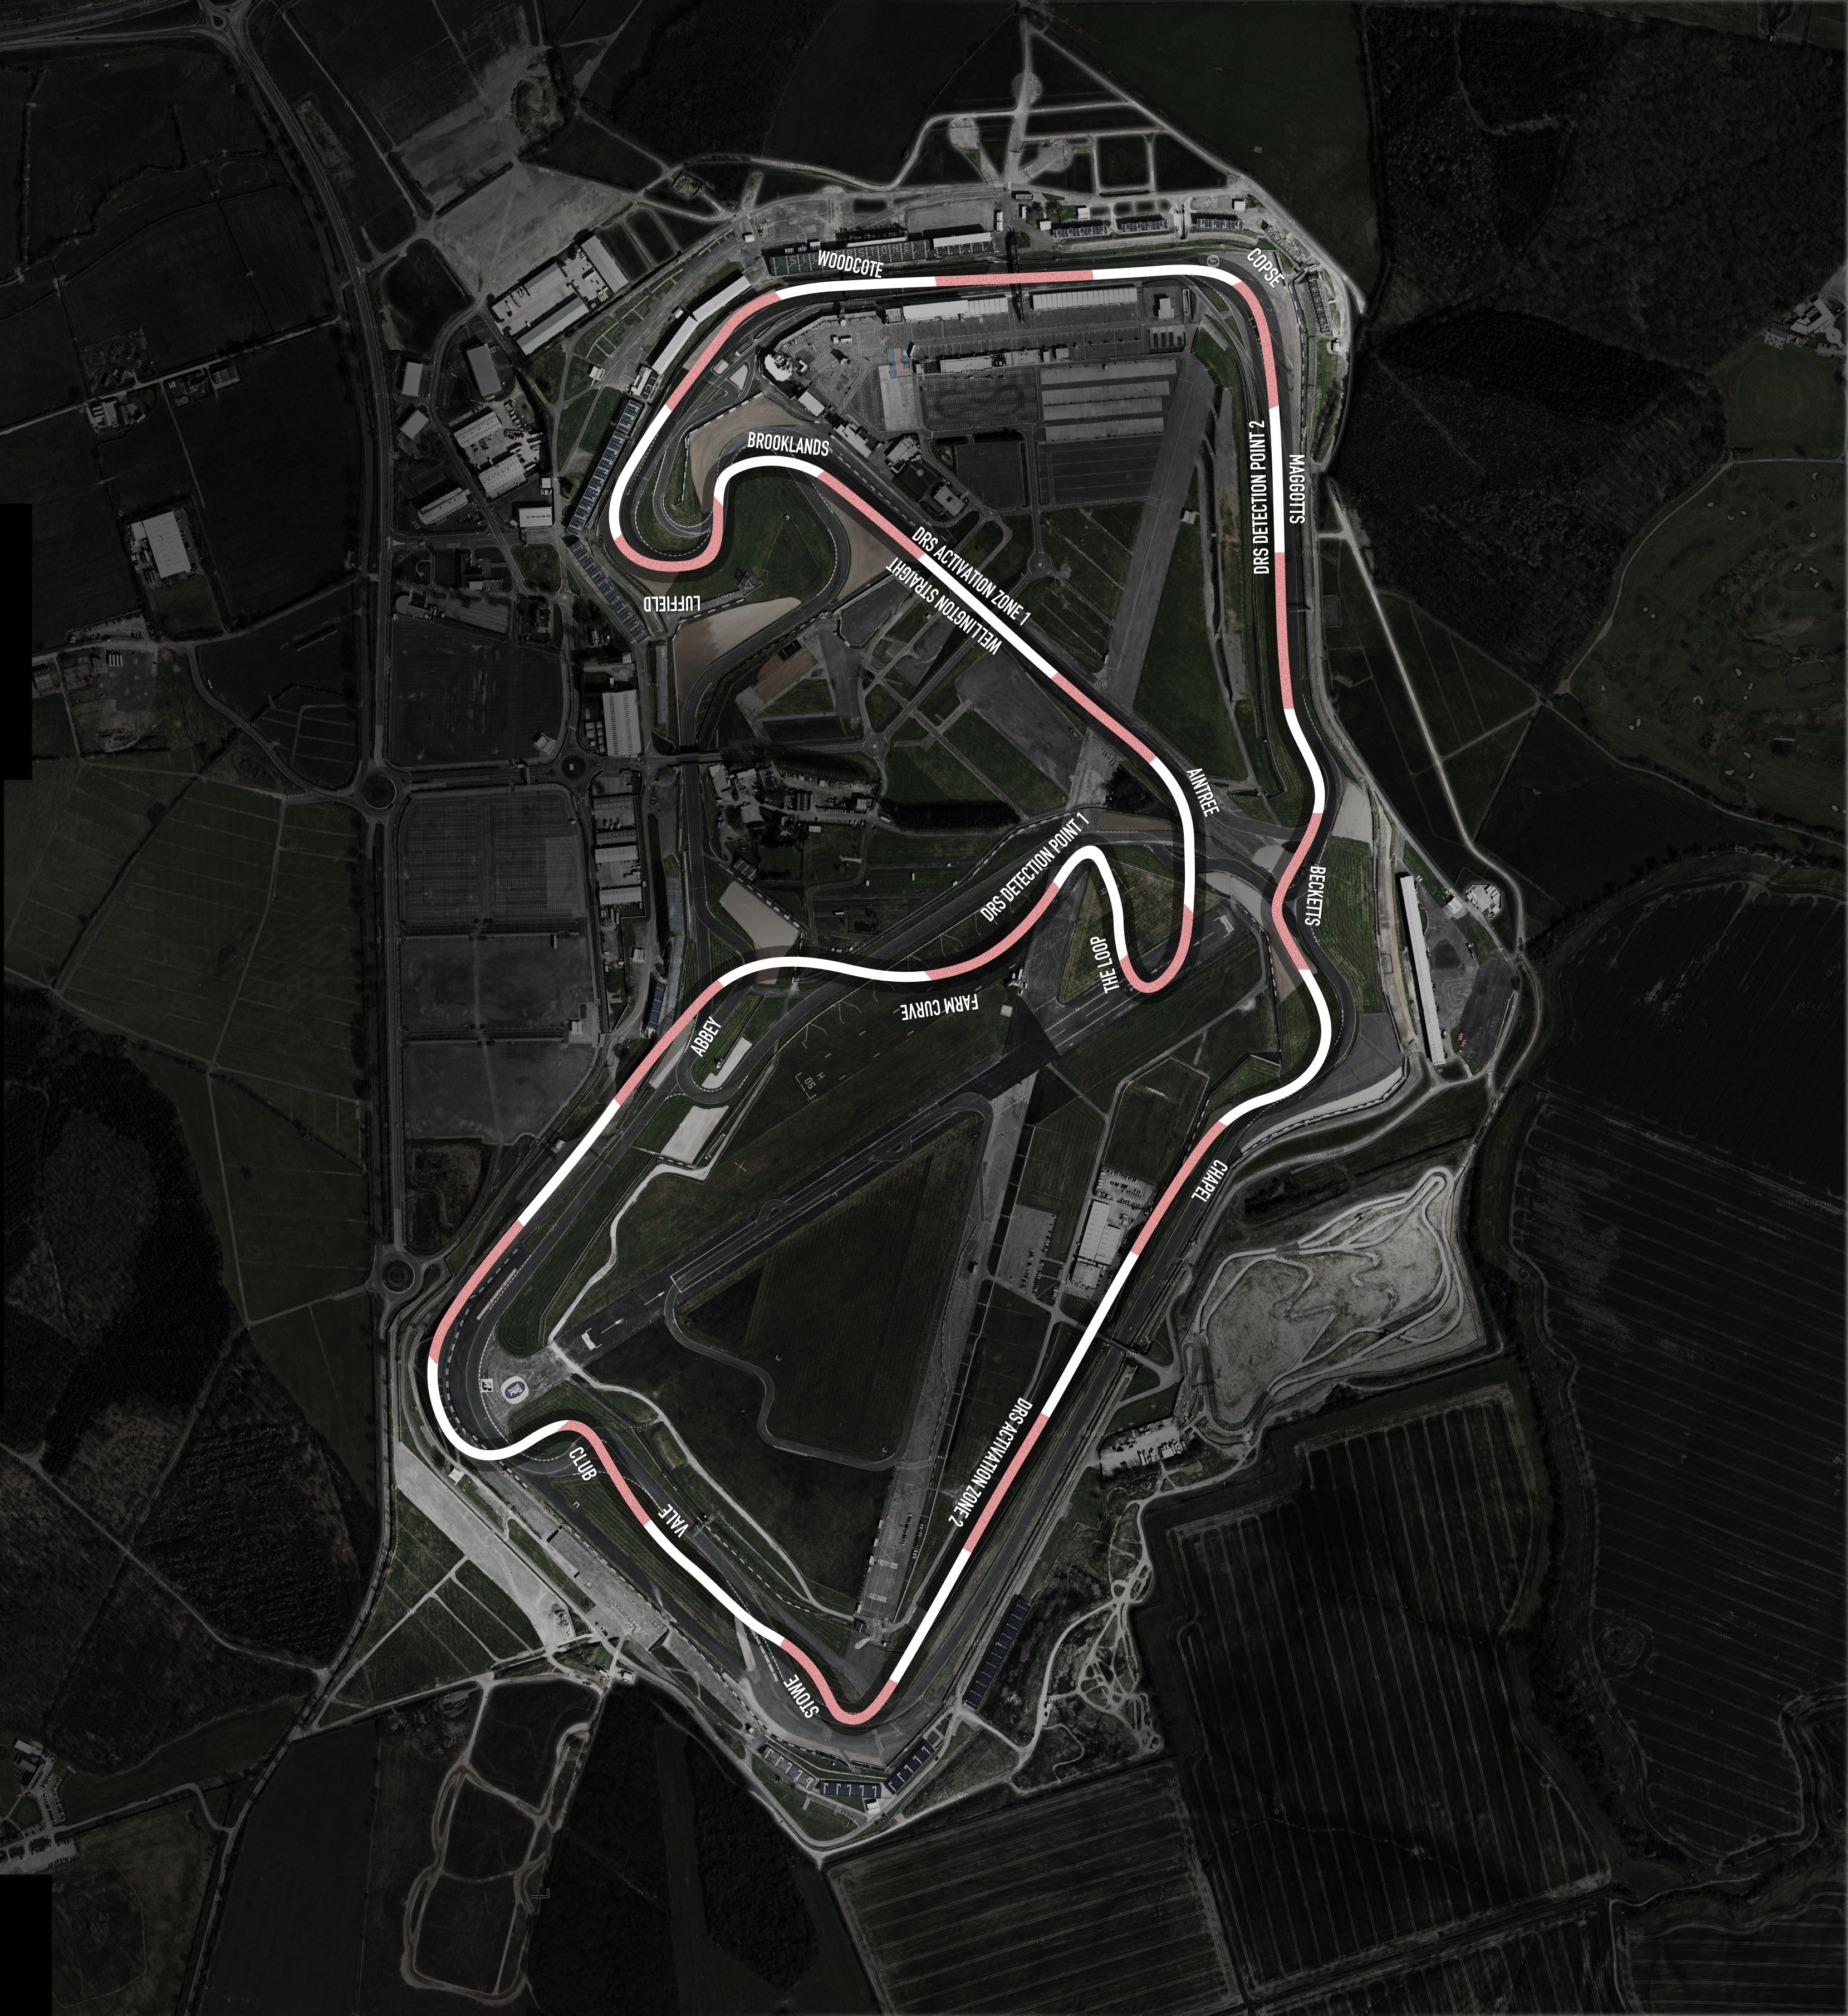 WOODCOTE
COPSE
BROOKLANDS
DRS DETECTION POINT 2
MAGGOTTS
DRS ACTIVATION ZONE 1
WELLINGTON STRAIGHT
LUFFIELD
AINTREE
DRS DETECTION POINT 1
BECKETTS
THE LOOP
FARM CURVE
ABBEY
CHAPEL
DRS ACTIVATION ZONE 2
CLUB
VALE
STOWE
H
90